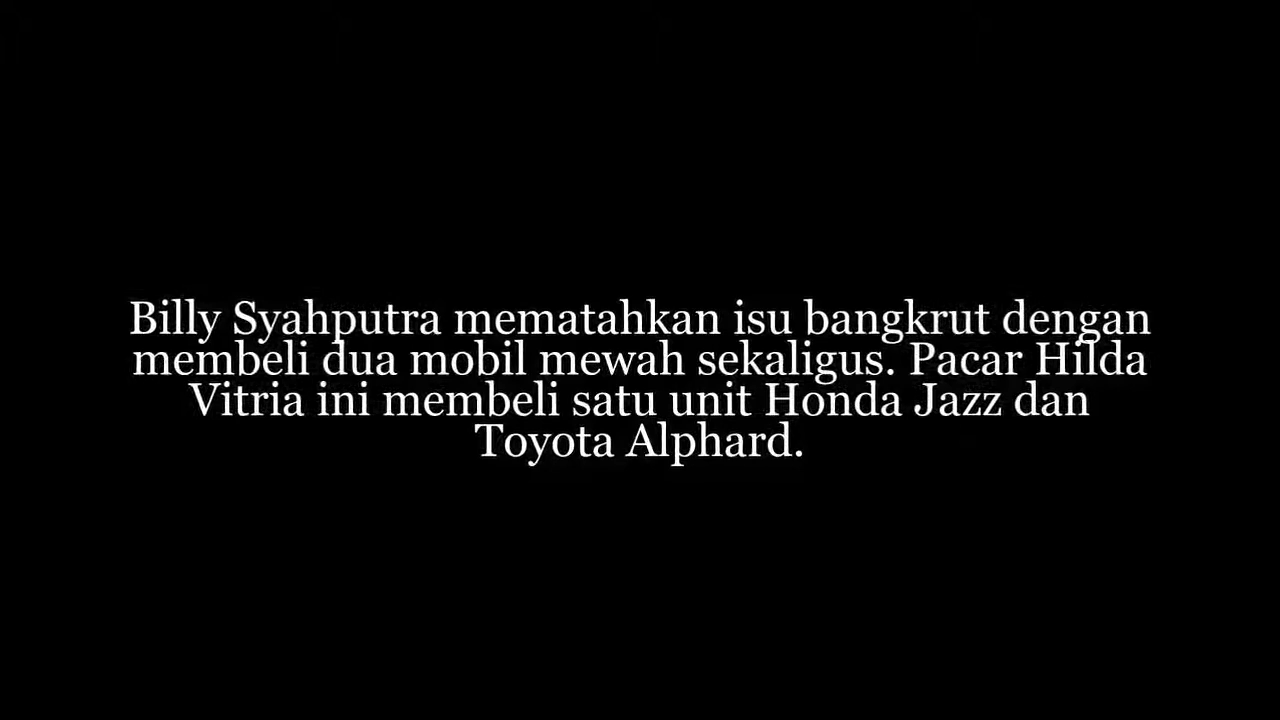 Billy Syahputra mematahkan isu bangkrut dengan
membeli dua mobil mewah sekaligus. Pacar Hilda
Vitria ini membeli satu unit Honda Jazz dan
Toyota Alphard.